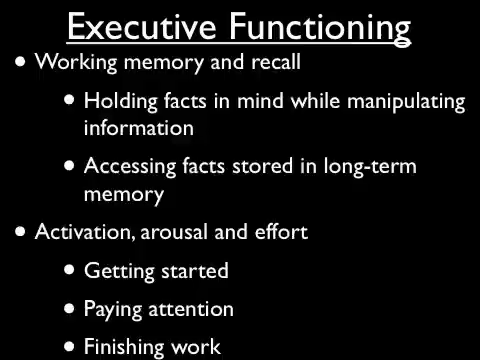 Executive Functioning
• Working memory and recall
• Holding facts in mind while manipulating
information
• Accessing facts stored in long-term
memory
• Activation, arousal and effort
• Getting started
• Paying attention
• Finishing work